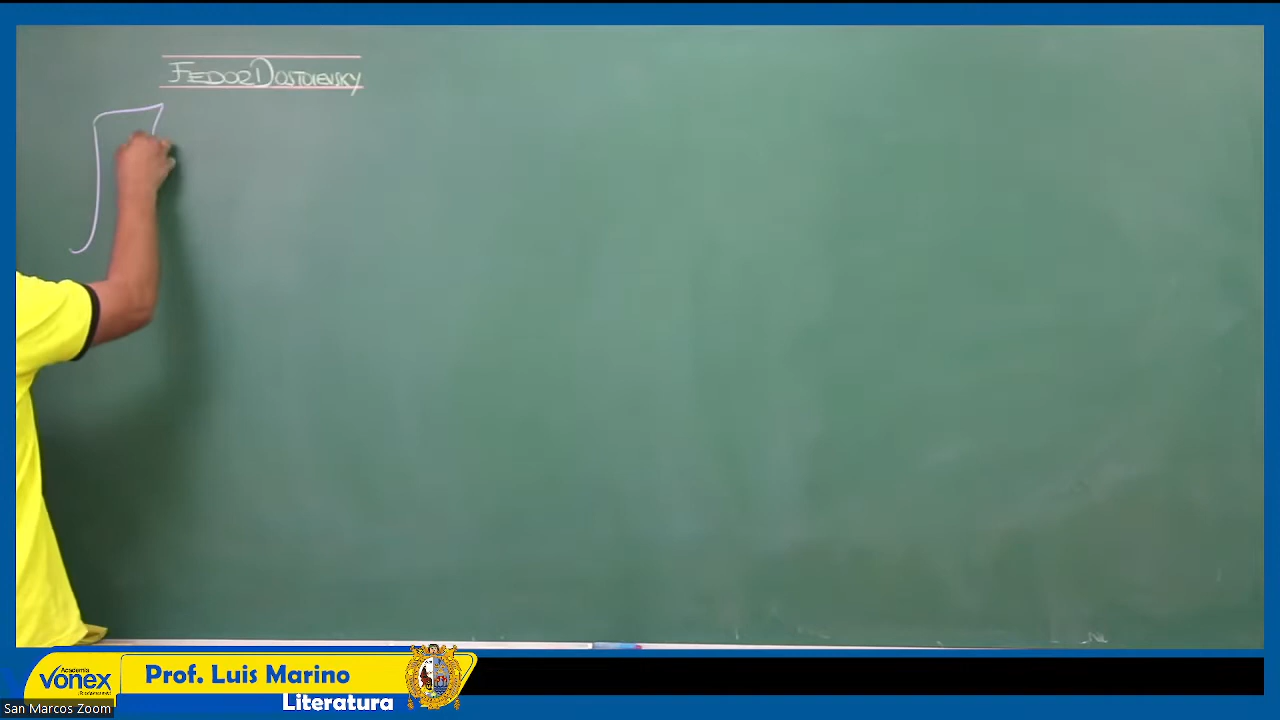 FEDOR DOSTOIEVSKY
Academia
VONEX
Prof. Luis Marino
Literatura
San Marcos Zoom